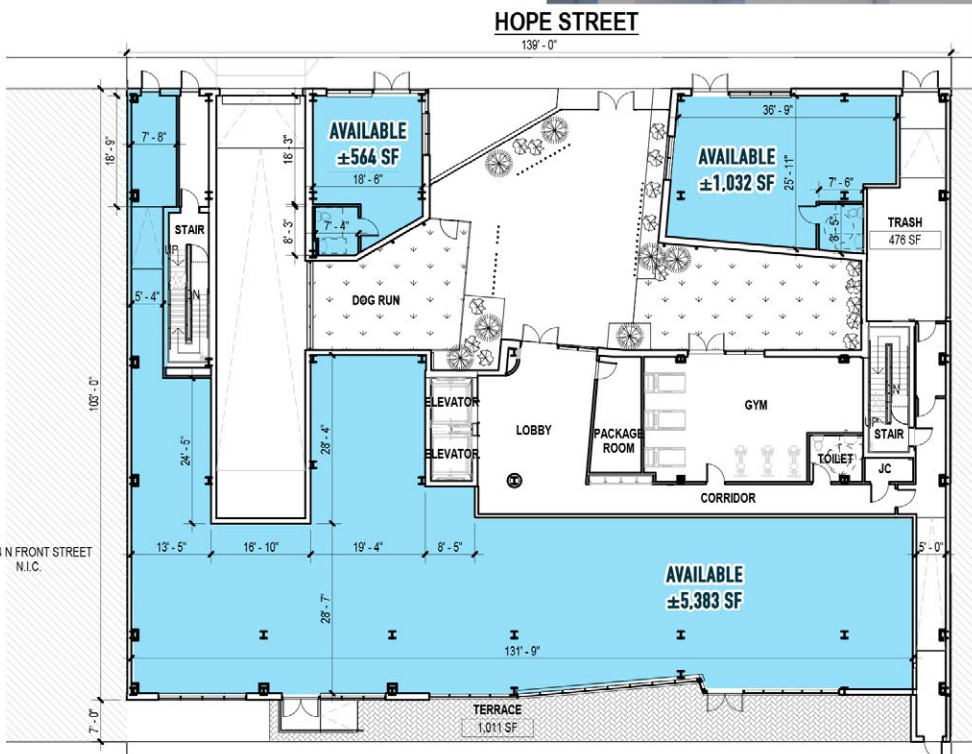 HOPE STREET
139' - 0"
7' - 8"
18' - 9"
AVAILABLE
±564 SF
18' - 3"
18' - 6"
7' - 4"
8' - 3"
36' - 9"
AVAILABLE
±1,032 SF
25' - 11"
7' - 6"
8' - 5"
TRASH
476 SF
STAIR
UP
5' - 4"
DOG RUN
103' - 0"
ELEVATOR
ELEVATOR
LOBBY
PACKAGE
ROOM
GYM
UP
STAIR
TOILET
JC
CORRIDOR
24' - 5"
28' - 4"
N FRONT STREET
N.I.C.
13' - 5"
16' - 10"
19' - 4"
8' - 5"
5' - 0"
AVAILABLE
±5,383 SF
28' - 7"
131' - 9"
7' - 0"
TERRACE
1,011 SF